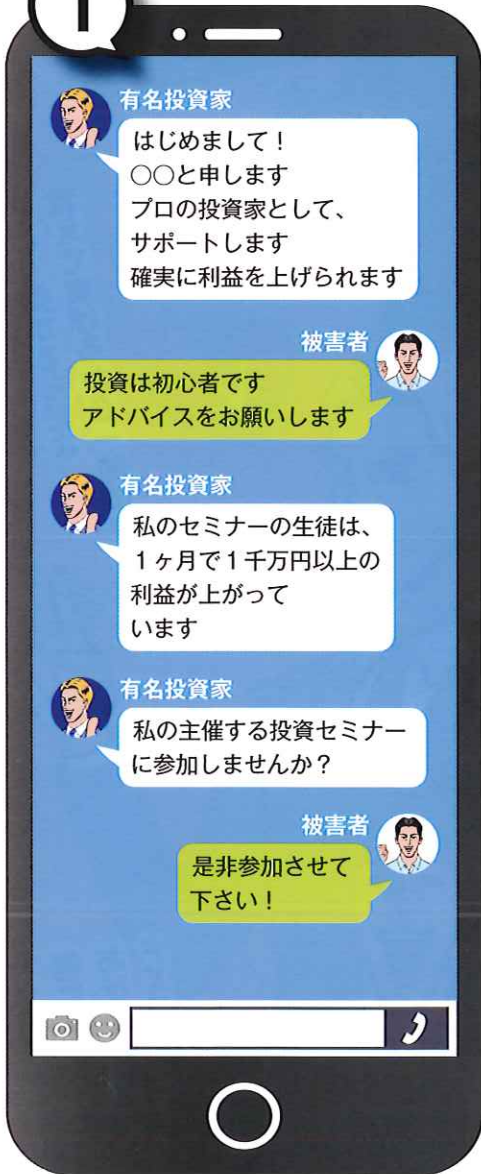 1
有名投資家
はじめまして！
○○と申します
プロの投資家として、
サポートします
確実に利益を上げられます
被害者
投資は初心者です
アドバイスをお願いします
有名投資家
私のセミナーの生徒は、
１ヶ月で１千万円以上の
利益が上がって
います
有名投資家
私の主催する投資セミナー
に参加しませんか？
被害者
是非参加させて
下さい！